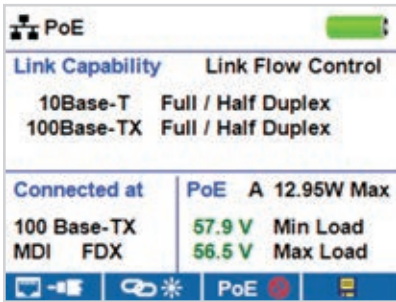 PoE
Link Capability Link Flow Control
10Base-T Full / Half Duplex
100Base-TX Full / Half Duplex
Connected at
100 Base-TX
MDI FDX
PoE A 12.95W Max
57.9 V Min Load
56.5 V Max Load
PoE